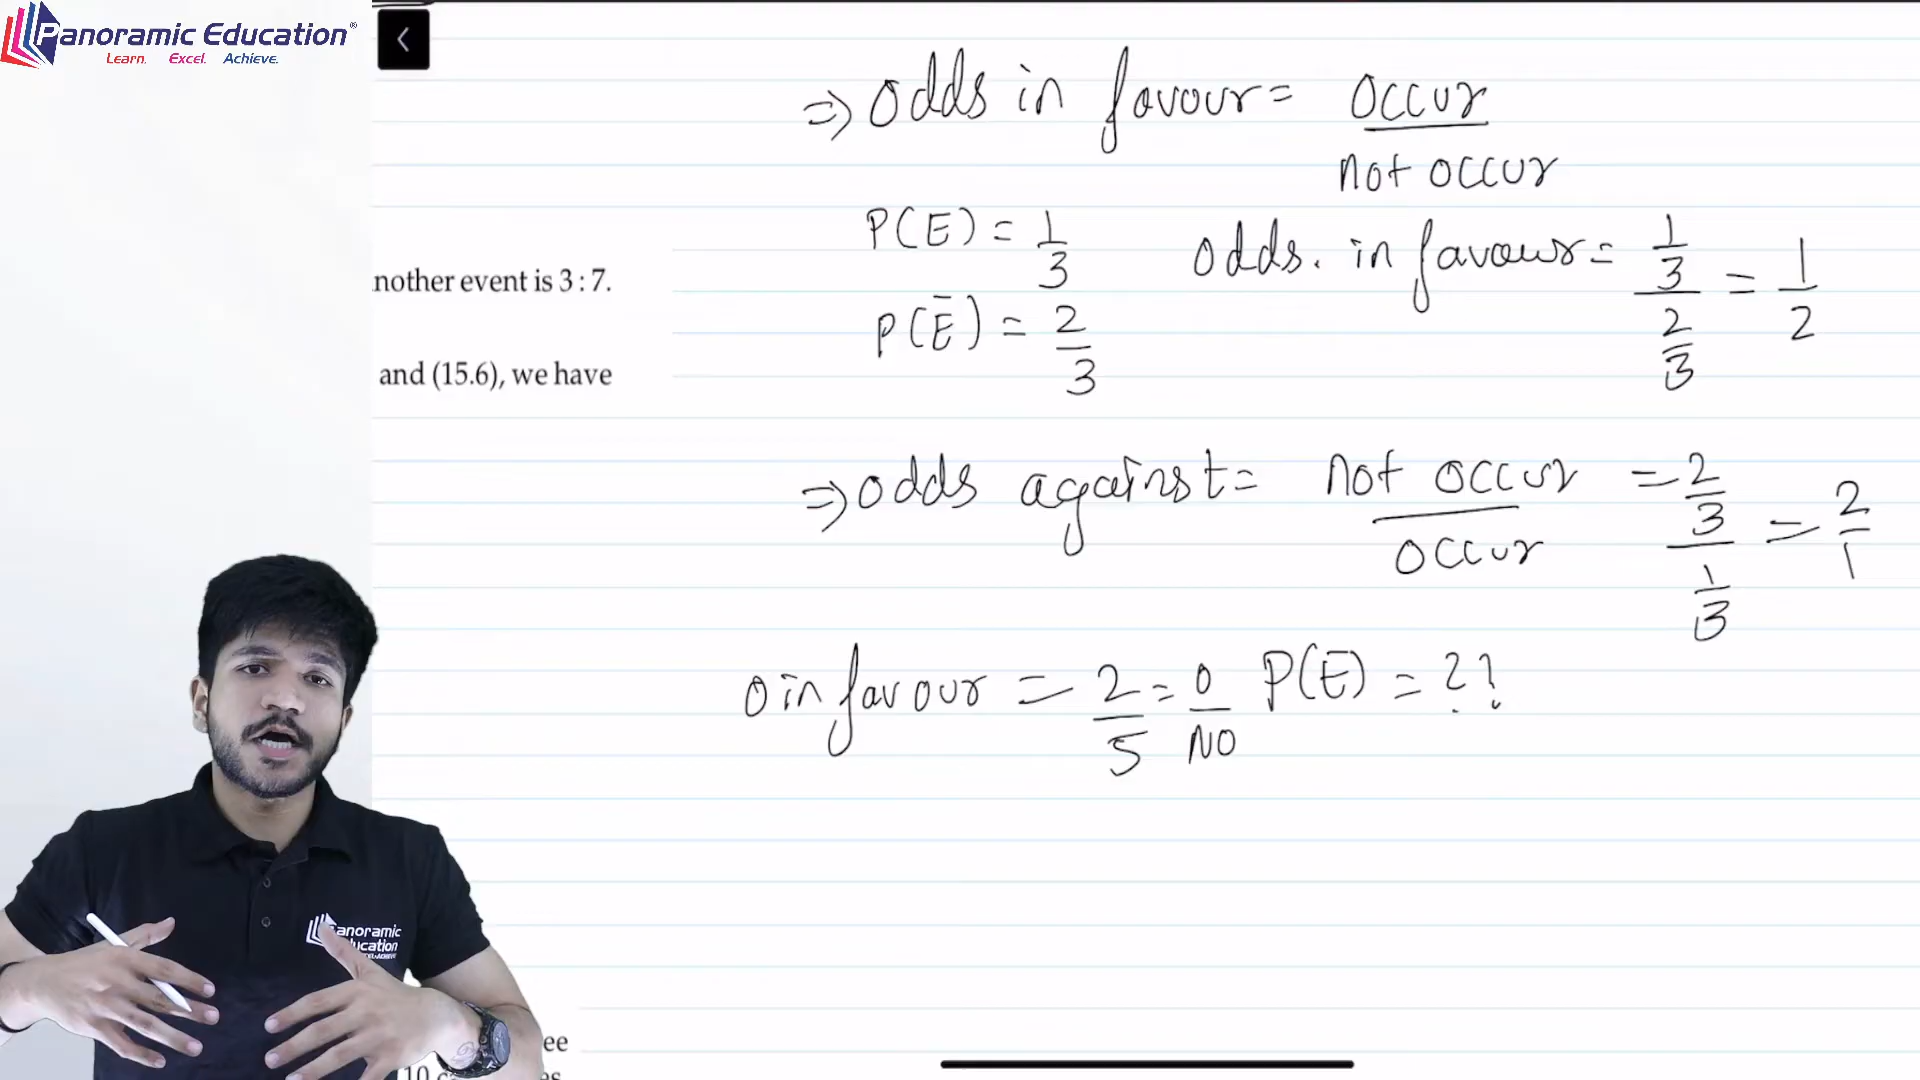 Panoramic Education®
Learn. Excel. Achieve.
⇒ Odds in favour = occur / not occur
P(E) = 1/3
Odds. in favour = 1/3 / 2/3 = 1/2
P(Ē) = 2/3
nother event is 3 : 7.
and (15.6), we have
⇒ odds against = not occur / occur = 2/3 / 1/3 = 2/1
O in favour = 2/5 = O/NO P(Ē) = ??
Panoramic
Education
ee
10